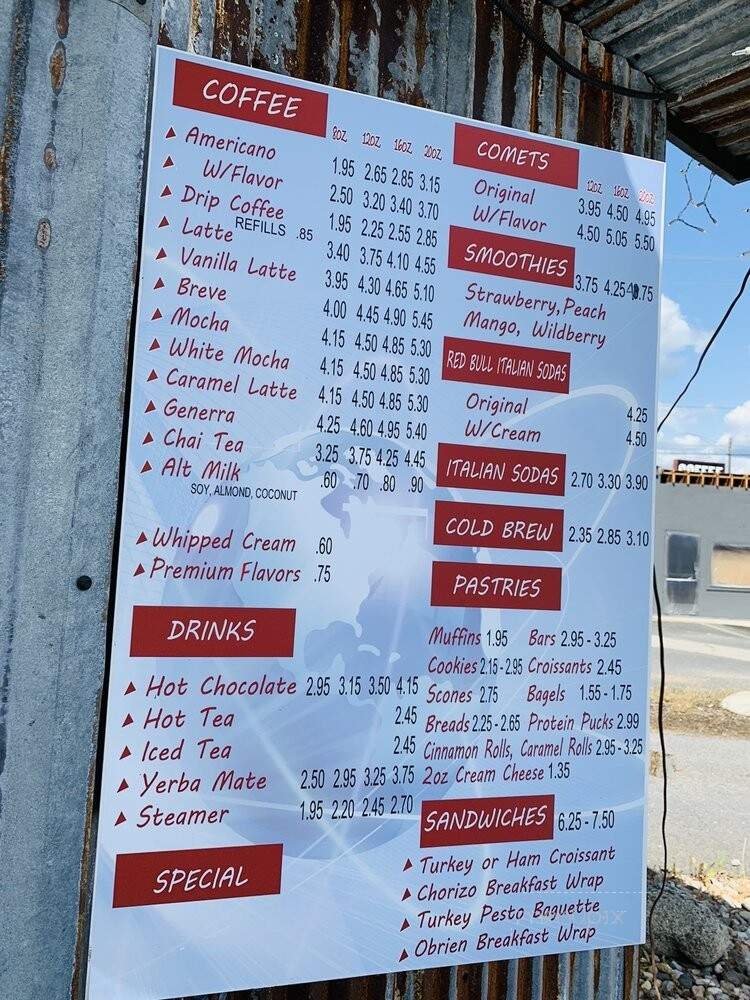 COFFEE
8OZ 12OZ 16OZ 20OZ
Americano 1.95 2.65 2.85 3.15
W/Flavor 2.50 3.20 3.40 3.70
Drip Coffee 1.95 2.25 2.55 2.85
REFILLS .85
Latte 3.40 3.75 4.10 4.55
Vanilla Latte 3.95 4.30 4.65 5.10
Breve 4.00 4.45 4.90 5.45
Mocha 4.15 4.50 4.85 5.30
White Mocha 4.15 4.50 4.85 5.30
Caramel Latte 4.15 4.50 4.85 5.30
Generra 4.25 4.60 4.95 5.40
Chai Tea 3.25 3.75 4.25 4.45
Alt Milk .60 .70 .80 .90
SOY, ALMOND, COCONUT
Whipped Cream .60
Premium Flavors .75
DRINKS
Hot Chocolate 2.95 3.15 3.50 4.15
Hot Tea 2.45
Iced Tea 2.45
Yerba Mate 2.50 2.95 3.25 3.75
Steamer 1.95 2.20 2.45 2.70
SPECIAL
COMETS
12OZ 16OZ 20OZ
Original 3.95 4.50 4.95
W/Flavor 4.50 5.05 5.50
SMOOTHIES 3.75 4.25 4.75
Strawberry, Peach
Mango, Wildberry
RED BULL ITALIAN SODAS
Original 4.25
W/Cream 4.50
ITALIAN SODAS 2.70 3.30 3.90
COLD BREW 2.35 2.85 3.10
PASTRIES
Muffins 1.95 Bars 2.95 - 3.25
Cookies 2.15 - 2.95 Croissants 2.45
Scones 2.75 Bagels 1.55 - 1.75
Breads 2.25 - 2.65 Protein Pucks 2.99
Cinnamon Rolls, Caramel Rolls 2.95 - 3.25
2oz Cream Cheese 1.35
SANDWICHES 6.25 - 7.50
Turkey or Ham Croissant
Chorizo Breakfast Wrap
Turkey Pesto Baguette
Obrien Breakfast Wrap